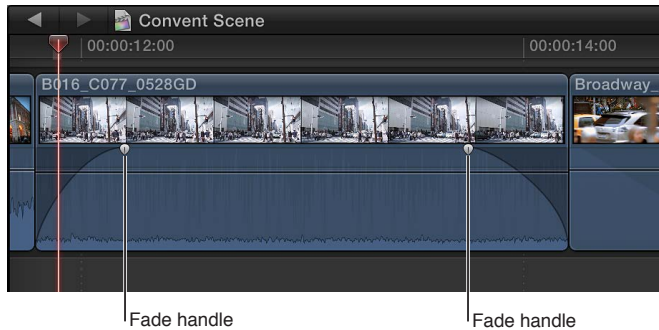 Convent Scene
00:00:12:00 00:00:14:00
B016_C077_0528GD Broadway_
Fade handle Fade handle